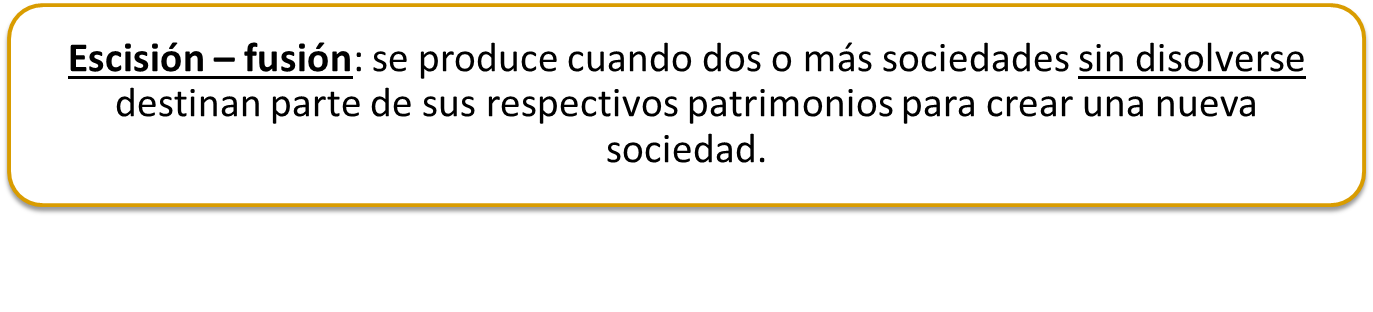 Escisión – fusión: se produce cuando dos o más sociedades sin disolverse
destinan parte de sus respectivos patrimonios para crear una nueva
sociedad.